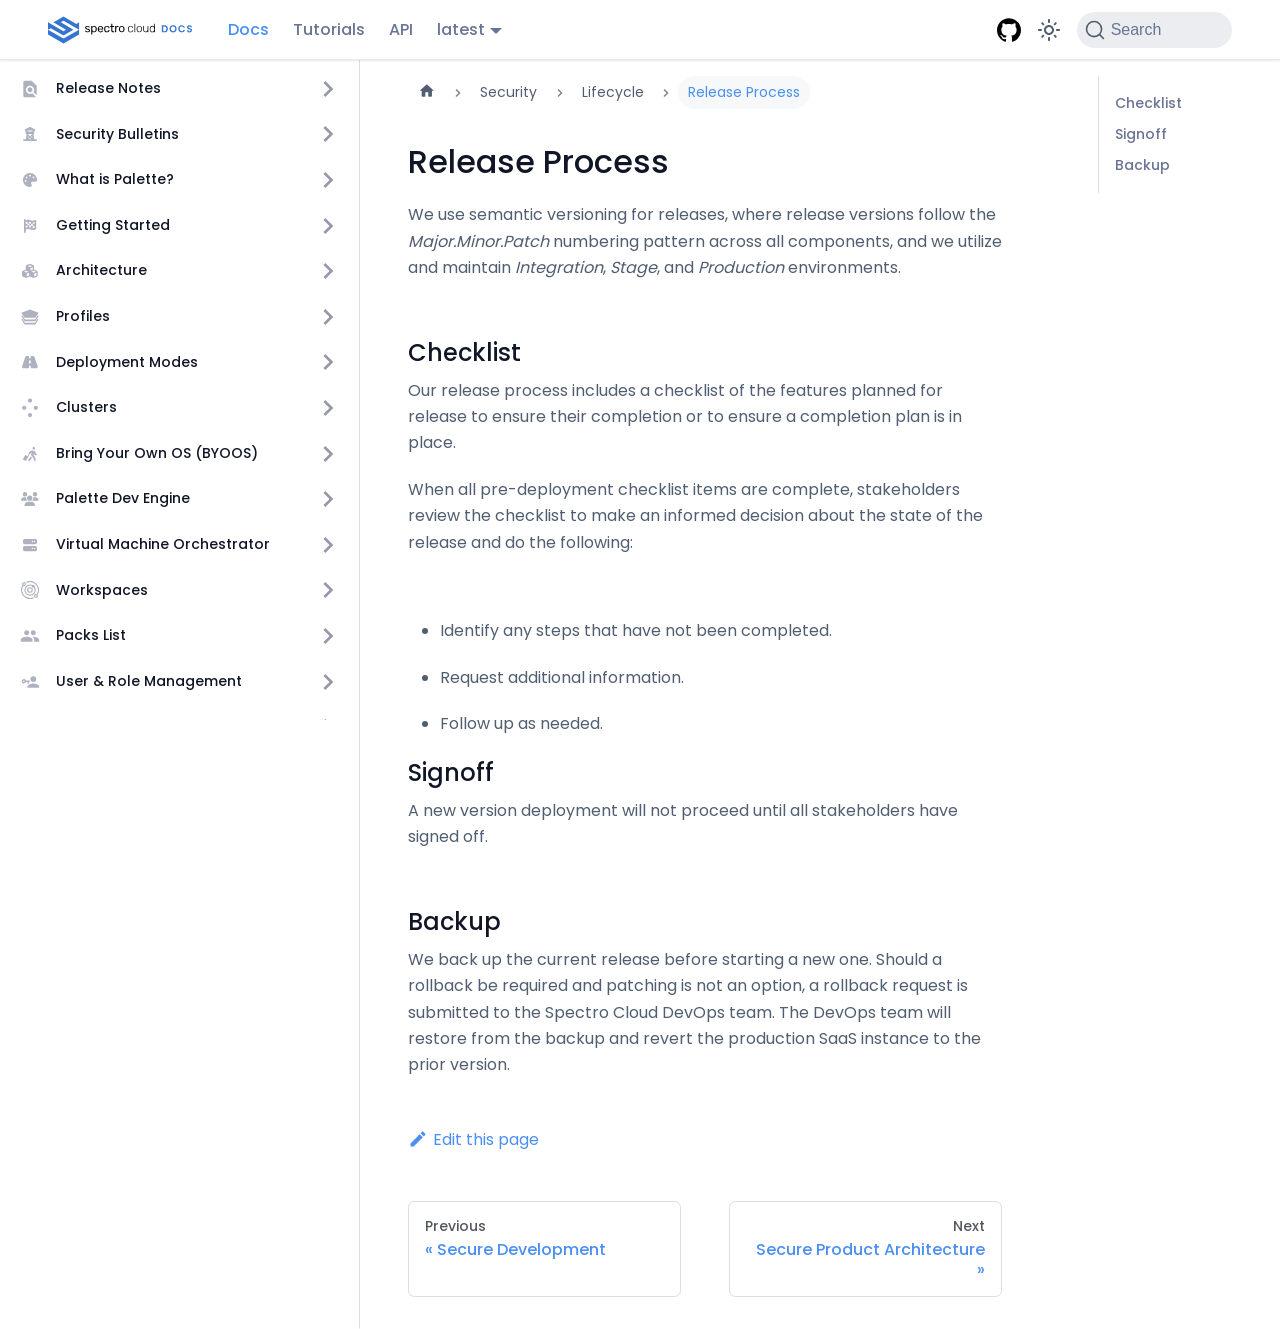 spectro cloud DOCS Docs Tutorials API latest Search
Release Notes
Security Bulletins
What is Palette?
Getting Started
Architecture
Profiles
Deployment Modes
Clusters
Bring Your Own OS (BYOOS)
Palette Dev Engine
Virtual Machine Orchestrator
Workspaces
Packs List
User & Role Management
Security Lifecycle Release Process
Release Process
We use semantic versioning for releases, where release versions follow the
Major.Minor.Patch numbering pattern across all components, and we utilize
and maintain Integration, Stage, and Production environments.
Checklist
Our release process includes a checklist of the features planned for
release to ensure their completion or to ensure a completion plan is in
place.
When all pre-deployment checklist items are complete, stakeholders
review the checklist to make an informed decision about the state of the
release and do the following:
• Identify any steps that have not been completed.
• Request additional information.
• Follow up as needed.
Signoff
A new version deployment will not proceed until all stakeholders have
signed off.
Backup
We back up the current release before starting a new one. Should a
rollback be required and patching is not an option, a rollback request is
submitted to the Spectro Cloud DevOps team. The DevOps team will
restore from the backup and revert the production SaaS instance to the
prior version.
Edit this page
Previous
« Secure Development
Next
Secure Product Architecture
»
Checklist
Signoff
Backup